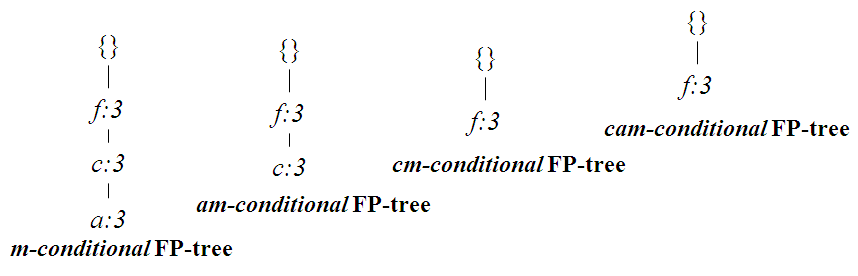 {}
f:3
c:3
a:3
m-conditional FP-tree
{}
f:3
c:3
am-conditional FP-tree
{}
f:3
cm-conditional FP-tree
{}
f:3
cam-conditional FP-tree